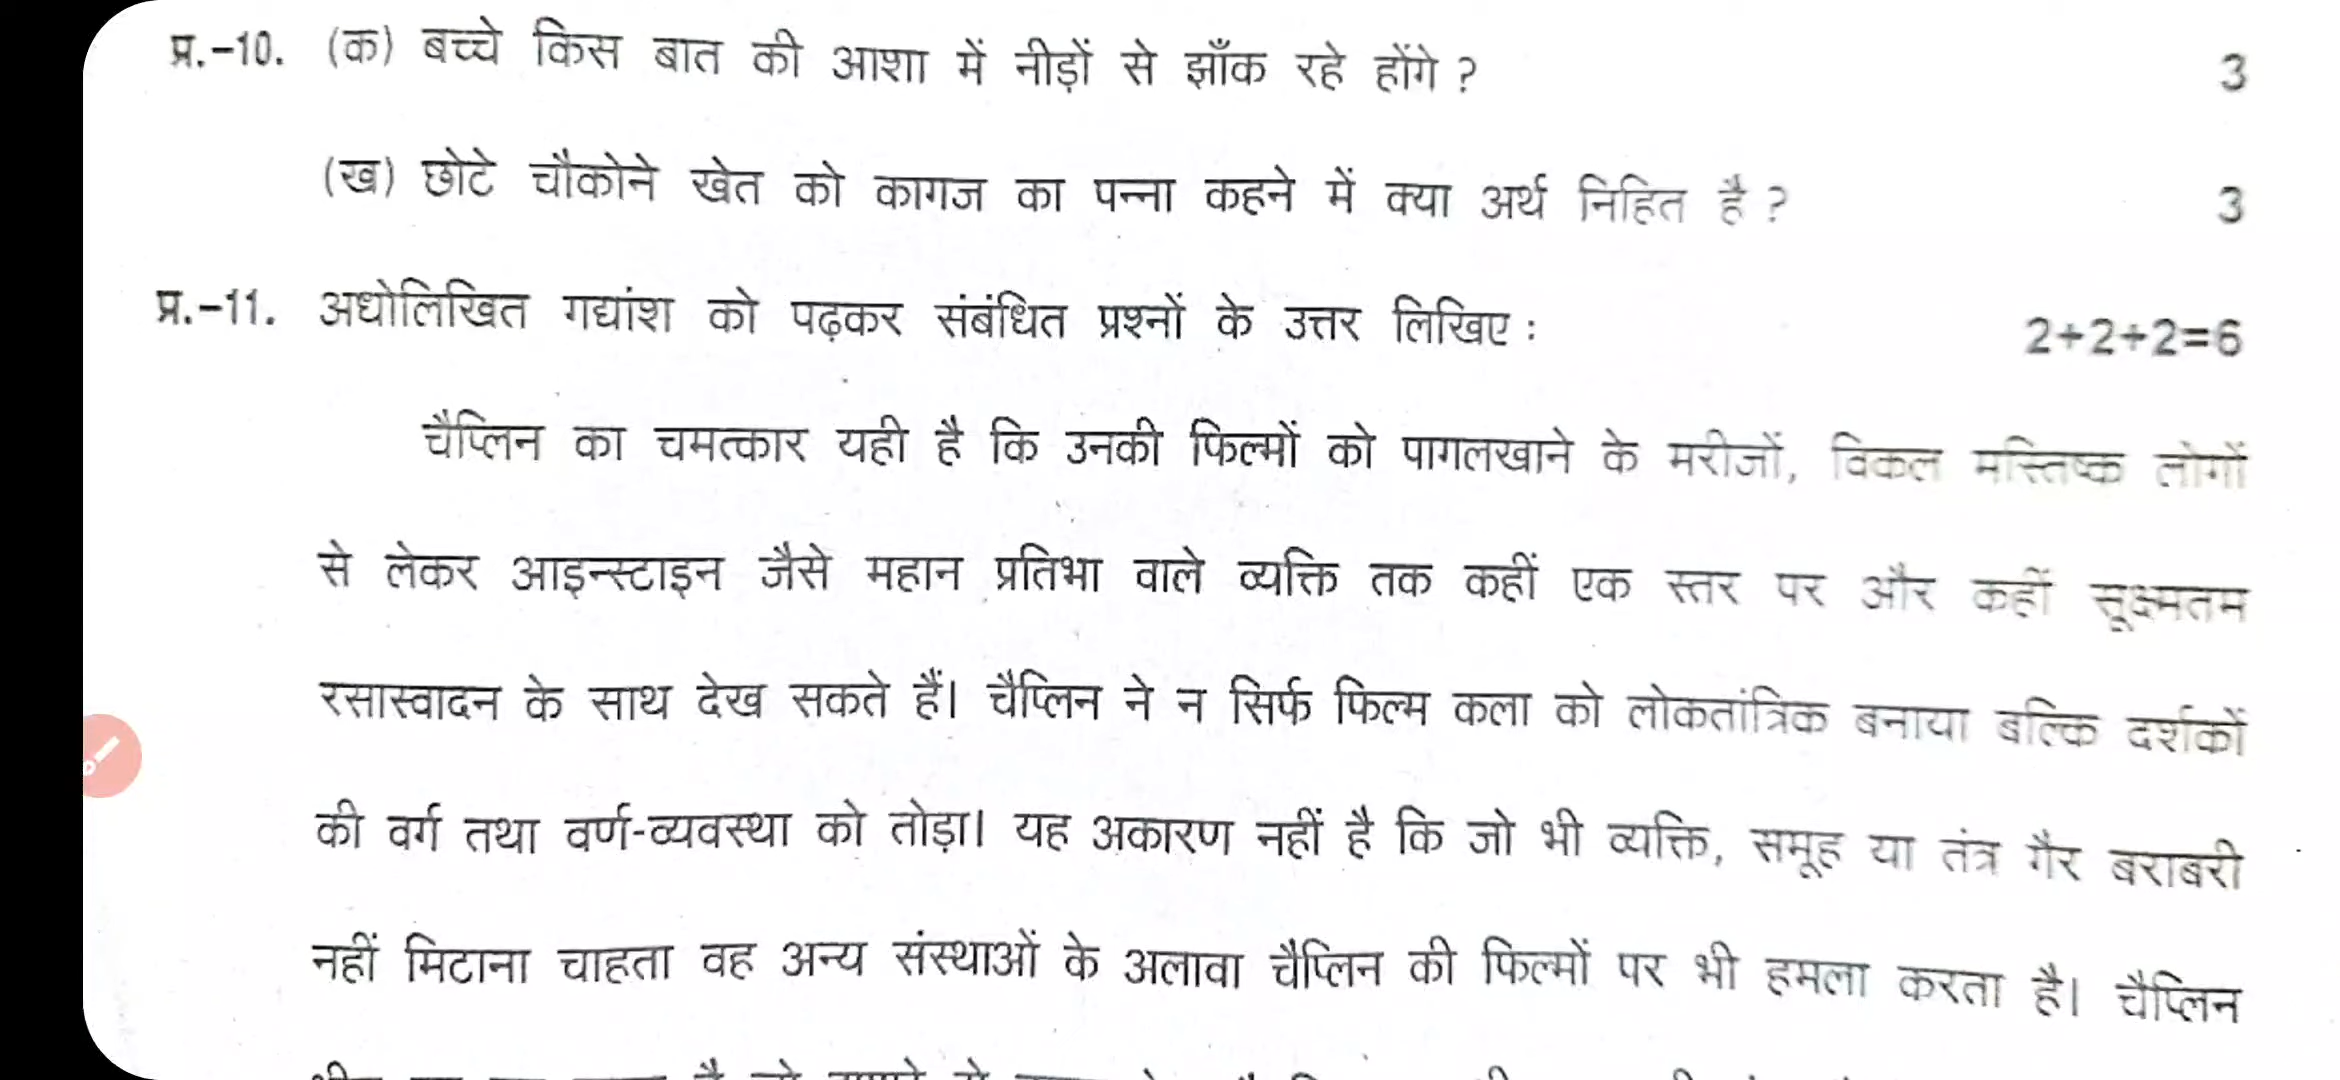 प्र.-10. (क) बच्चे किस बात की आशा में नीड़ों से झाँक रहे होंगे ? 3
(ख) छोटे चौकोने खेत को कागज का पन्ना कहने में क्या अर्थ निहित है ? 3
प्र.-11. अधोलिखित गद्यांश को पढ़कर संबंधित प्रश्नों के उत्तर लिखिए : 2+2+2=6
चैप्लिन का चमत्कार यही है कि उनकी फिल्मों को पागलखाने के मरीजों, विकल मस्तिष्क लोगों
से लेकर आइन्स्टाइन जैसे महान प्रतिभा वाले व्यक्ति तक कहीं एक स्तर पर और कहीं सूक्ष्मतम
रसास्वादन के साथ देख सकते हैं। चैप्लिन ने न सिर्फ फिल्म कला को लोकतांत्रिक बनाया बल्कि दर्शकों
की वर्ग तथा वर्ण-व्यवस्था को तोड़ा। यह अकारण नहीं है कि जो भी व्यक्ति, समूह या तंत्र गैर बराबरी
नहीं मिटाना चाहता वह अन्य संस्थाओं के अलावा चैप्लिन की फिल्मों पर भी हमला करता है। चैप्लिन